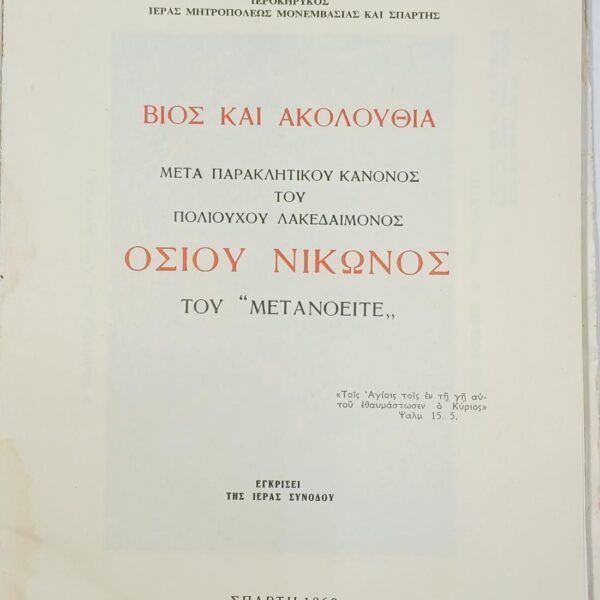 ΙΕΡΟΚΗΡΥΚΟΣ
ΙΕΡΑΣ ΜΗΤΡΟΠΟΛΕΩΣ ΜΟΝΕΜΒΑΣΙΑΣ ΚΑΙ ΣΠΑΡΤΗΣ
ΒΙΟΣ ΚΑΙ ΑΚΟΛΟΥΘΙΑ
ΜΕΤΑ ΠΑΡΑΚΛΗΤΙΚΟΥ ΚΑΝΟΝΟΣ
ΤΟΥ
ΠΟΛΙΟΥΧΟΥ ΛΑΚΕΔΑΙΜΟΝΟΣ
ΟΣΙΟΥ ΝΙΚΩΝΟΣ
ΤΟΥ “ΜΕΤΑΝΟΕΙΤΕ„
«Τοῖς Ἁγίοις τοῖς ἐν τῇ γῇ αὐ-
τοῦ ἐθαυμάστωσεν ὁ Κύριος»
Ψαλμ 15. 5.
ΕΓΚΡΙΣΕΙ
ΤΗΣ ΙΕΡΑΣ ΣΥΝΟΔΟΥ
ΣΠΑΡΤΗ